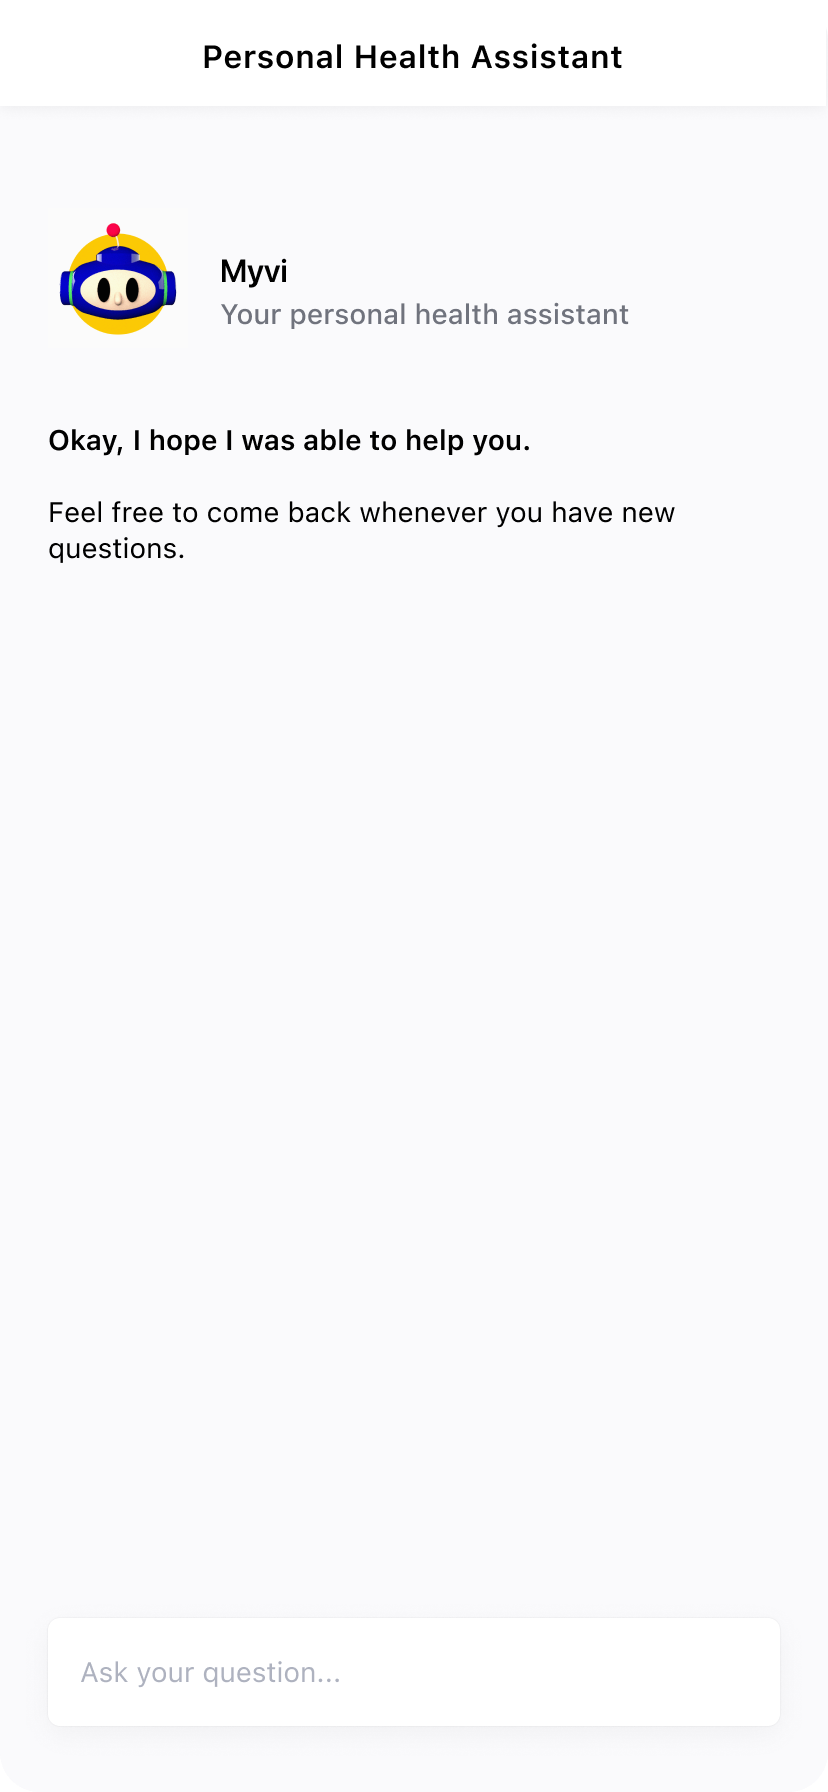 Personal Health Assistant
Myvi
Your personal health assistant
Okay, I hope I was able to help you.
Feel free to come back whenever you have new
questions.
Ask your question...